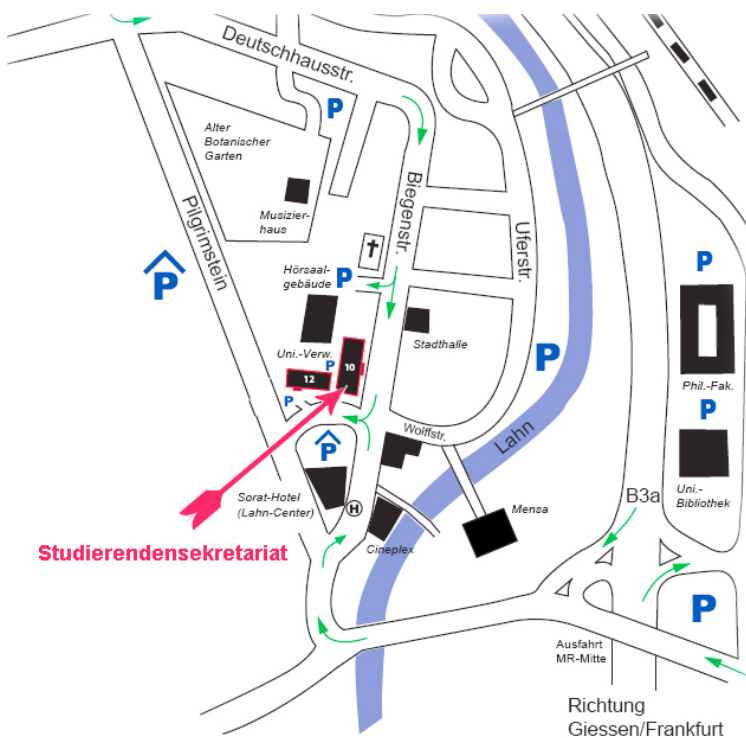 Deutschhausstr.
P
Alter
Botanischer
Garten
Musizier-
haus
Pilgrimstein
Biegenstr.
Uferstr.
P
Hörsaal-
gebäude
P
P
Phil.-Fak.
Stadthalle
Uni.-Verw.
P
10
12
P
P
P
Wolffstr.
P
Lahn
Uni.-
Bibliothek
B3a
Sorat-Hotel
(Lahn-Center)
H
Mensa
Cineplex
Studierendensekretariat
P
Ausfahrt
MR-Mitte
Richtung
Giessen/Frankfurt